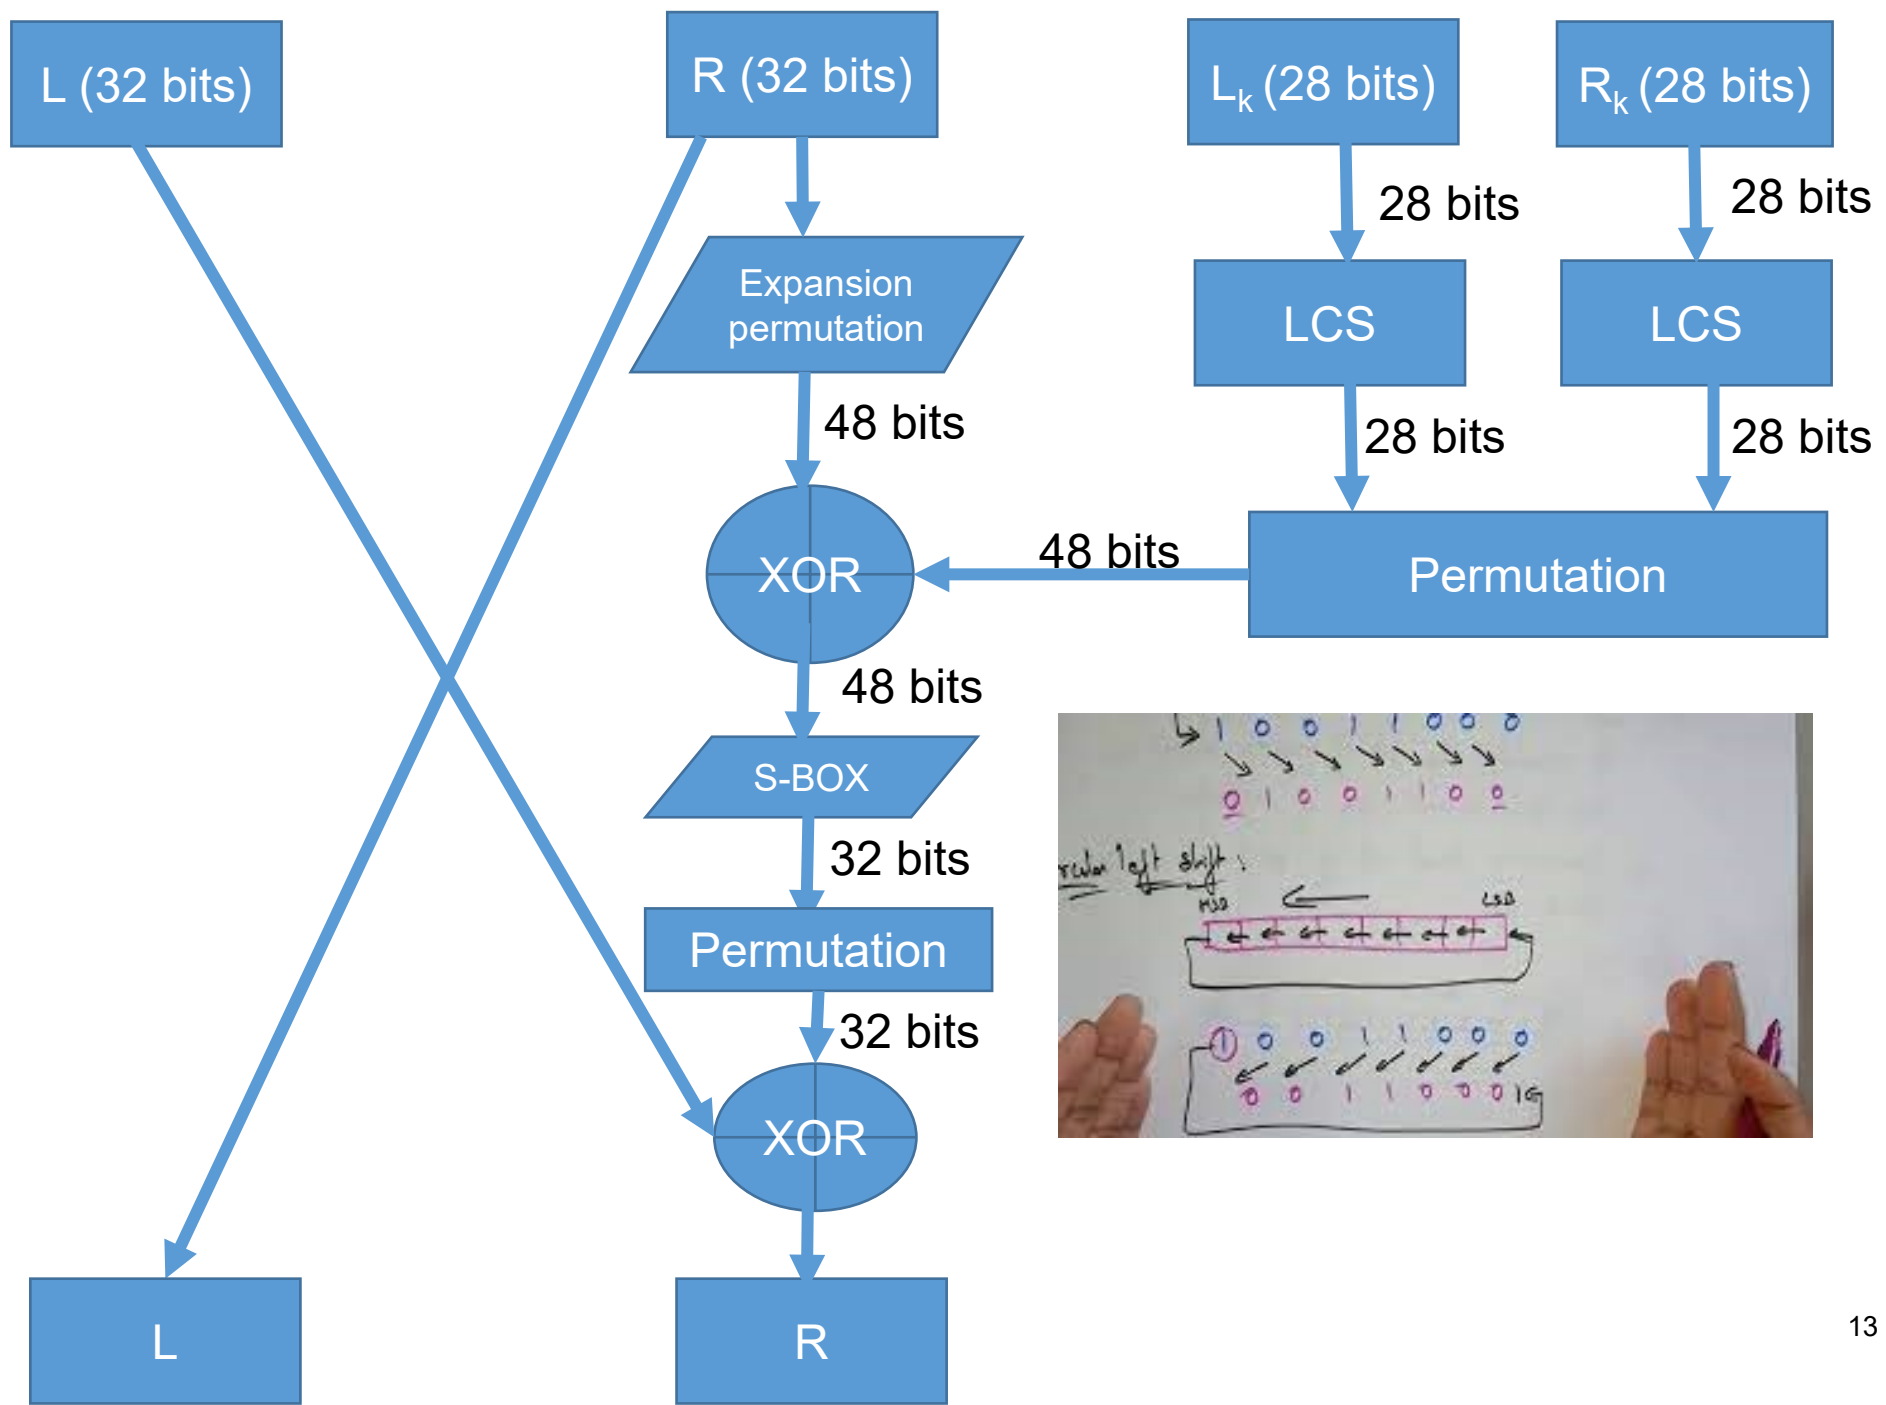 L (32 bits)
R (32 bits)
Lk (28 bits)
Rk (28 bits)
28 bits
28 bits
Expansion
permutation
LCS
LCS
48 bits
28 bits
28 bits
XOR
48 bits
Permutation
48 bits
S-BOX
32 bits
Permutation
32 bits
XOR
L
R
1 0 0 1 1 0 0 0
0 1 0 0 1 1 0 0
left shift :
1 0 0 1 1 0 0 0
0 0 1 1 0 0 0 1
13